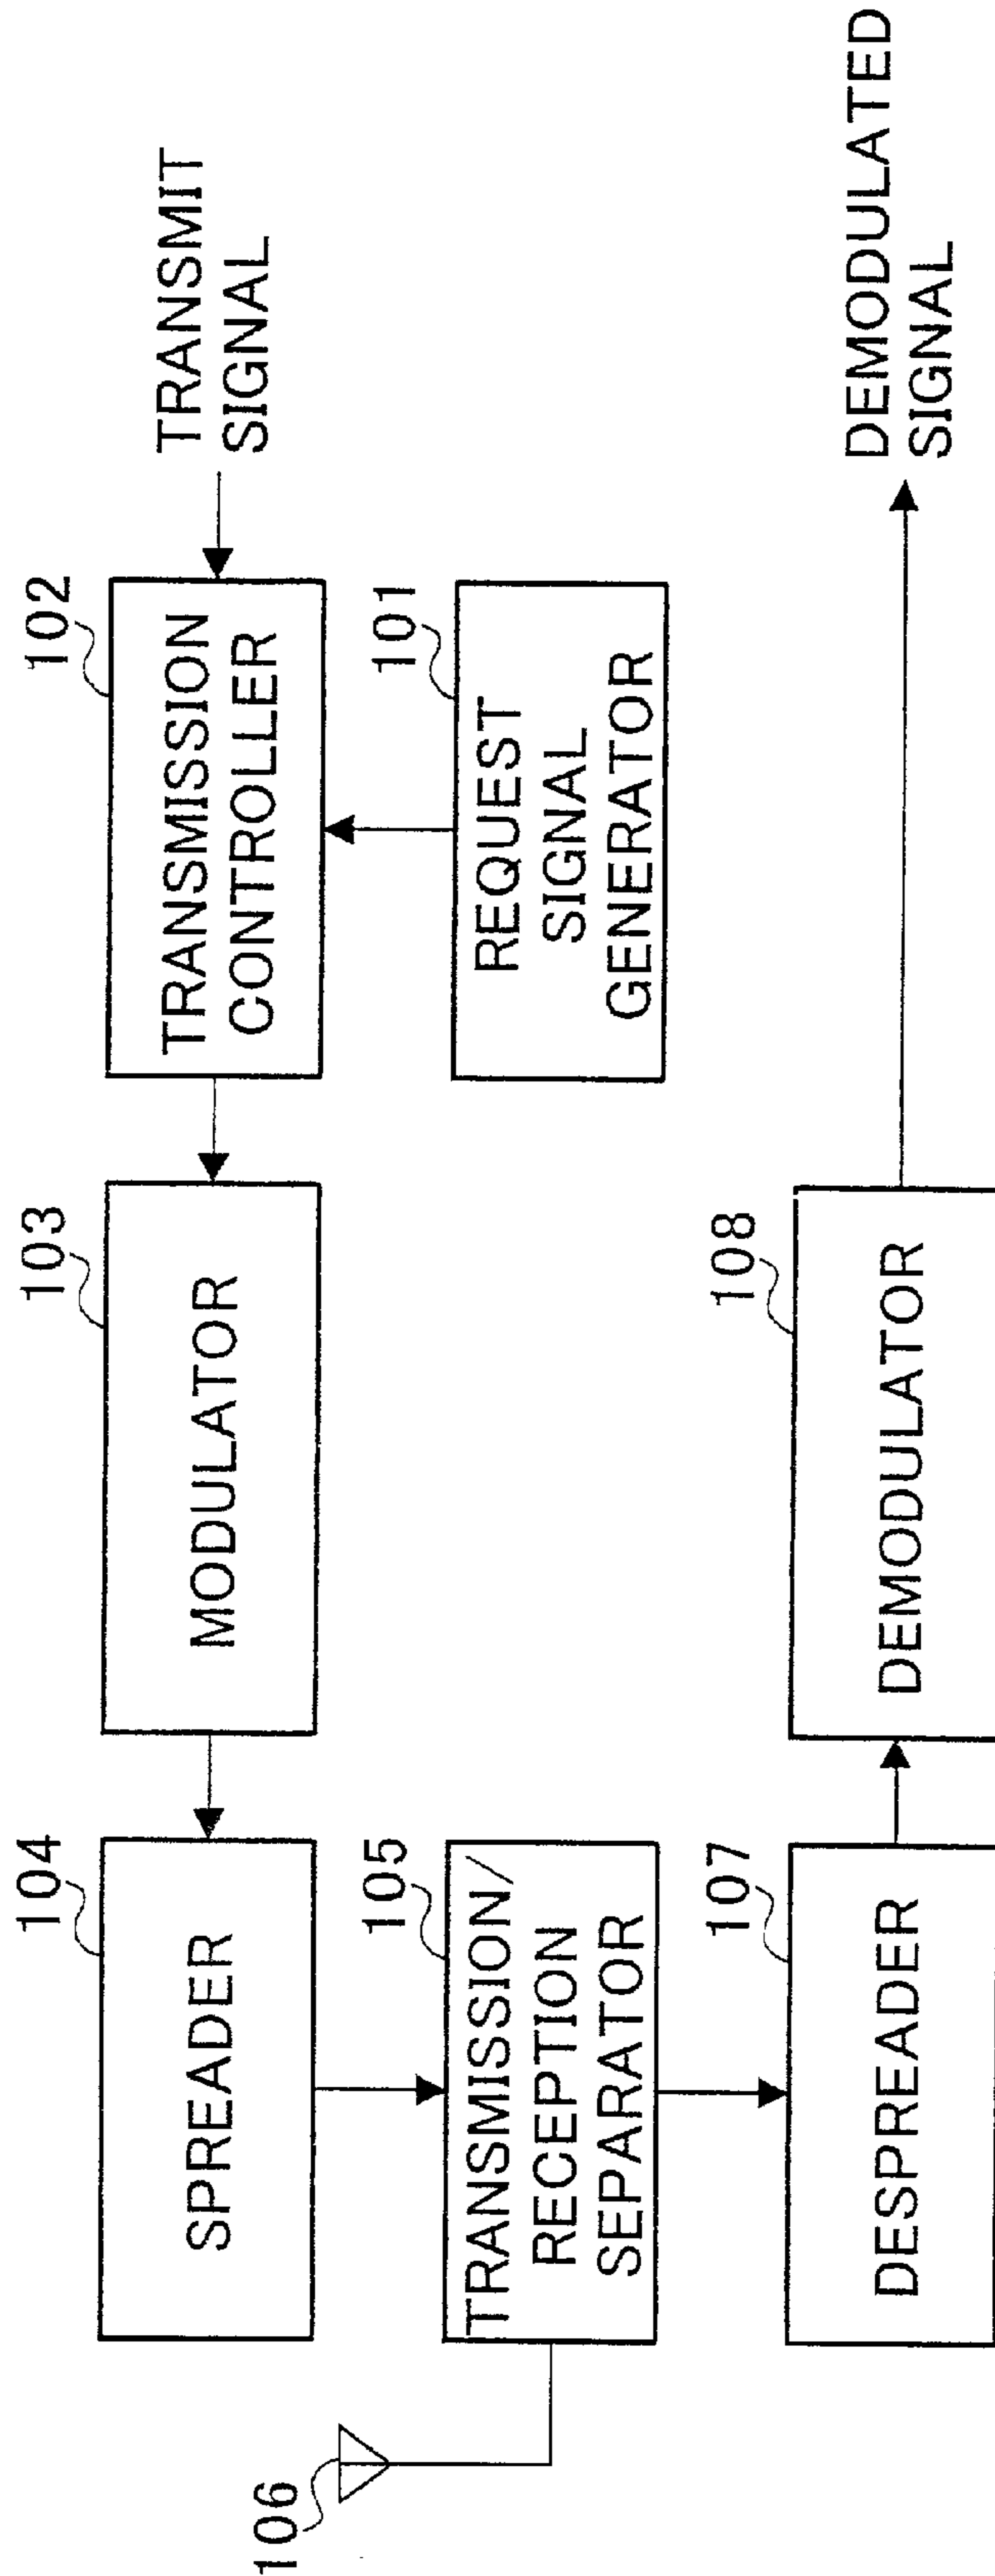 102
TRANSMIT
SIGNAL
TRANSMISSION
CONTROLLER
103
MODULATOR
104
SPREADER
101
REQUEST
SIGNAL
GENERATOR
105
TRANSMISSION/
RECEPTION
SEPARATOR
106
107
DESPREADER
108
DEMODULATOR
DEMODULATED
SIGNAL